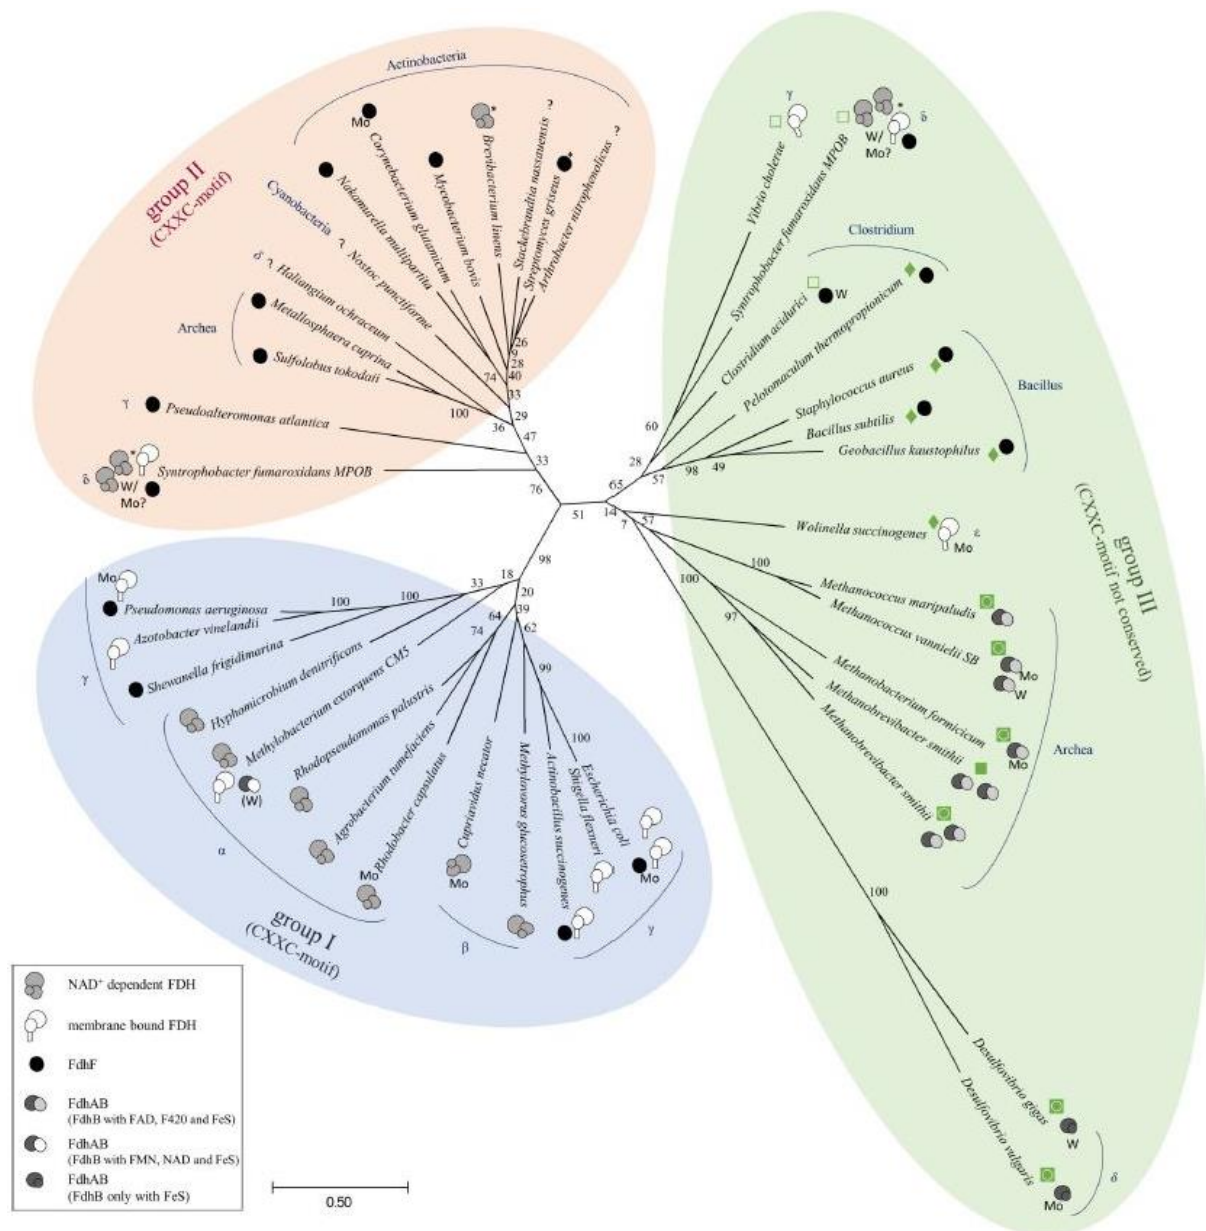 Actinobacteria
group II
(CXXC-motif)
Cyanobacteria
Mo
Corynebacterium glutamicum
Nakamurella multipartita
Mycobacterium bovis
*
Brevibacterium linens
?
Stackebrandtia nassauensis
*
Streptomyces griseus
?
Arthrobacter nitrophenolicus
? Nostoc punctiforme
δ ? Haliangium ochraceum
Archea
Metallosphaera cuprina
Sulfolobus tokodaii
γ
Pseudoalteromonas atlantica
δ
*
W/
Mo?
Syntrophobacter fumaroxidans MPOB
26
9
28
40
74
33
29
100
36
47
33
76
51
γ
Vibrio cholerae
*
δ
W/
Mo?
Syntrophobacter fumaroxidans MPOB
Clostridium
W
Clostridium acidurici
Pelotomaculum thermopropionicum
Staphylococcus aureus
Bacillus
Bacillus subtilis
Geobacillus kaustophilus
60
28
57
98
49
65
14
7
57
Wolinella succinogenes
ε
Mo
group III
(CXXC-motif not conserved)
100
Methanococcus maripaludis
Methanococcus vannielii SB
Mo
W
100
97
Methanobacterium formicicum
Mo
Methanobrevibacter smithii
Methanobrevibacter smithii
Archea
100
Desulfovibrio gigas
W
Desulfovibrio vulgaris
Mo
δ
98
18
33
20
39
64
74
62
99
100
100
100
Mo
Pseudomonas aeruginosa
Azotobacter vinelandii
Shewanella frigidimarina
γ
Hyphomicrobium denitrificans
Methylobacterium extorquens CM5
(W)
Rhodopseudomonas palustris
Agrobacterium tumefaciens
Rhodobacter capsulatus
Mo
α
Cupriavidus necator
Mo
Methylovorus glucosetrophus
β
Actinobacillus succinogenes
Shigella flexneri
Escherichia coli
Mo
γ
group I
(CXXC-motif)
NAD⁺ dependent FDH
membrane bound FDH
FdhF
FdhAB
(FdhB with FAD, F420 and FeS)
FdhAB
(FdhB with FMN, NAD and FeS)
FdhAB
(FdhB only with FeS)
0.50